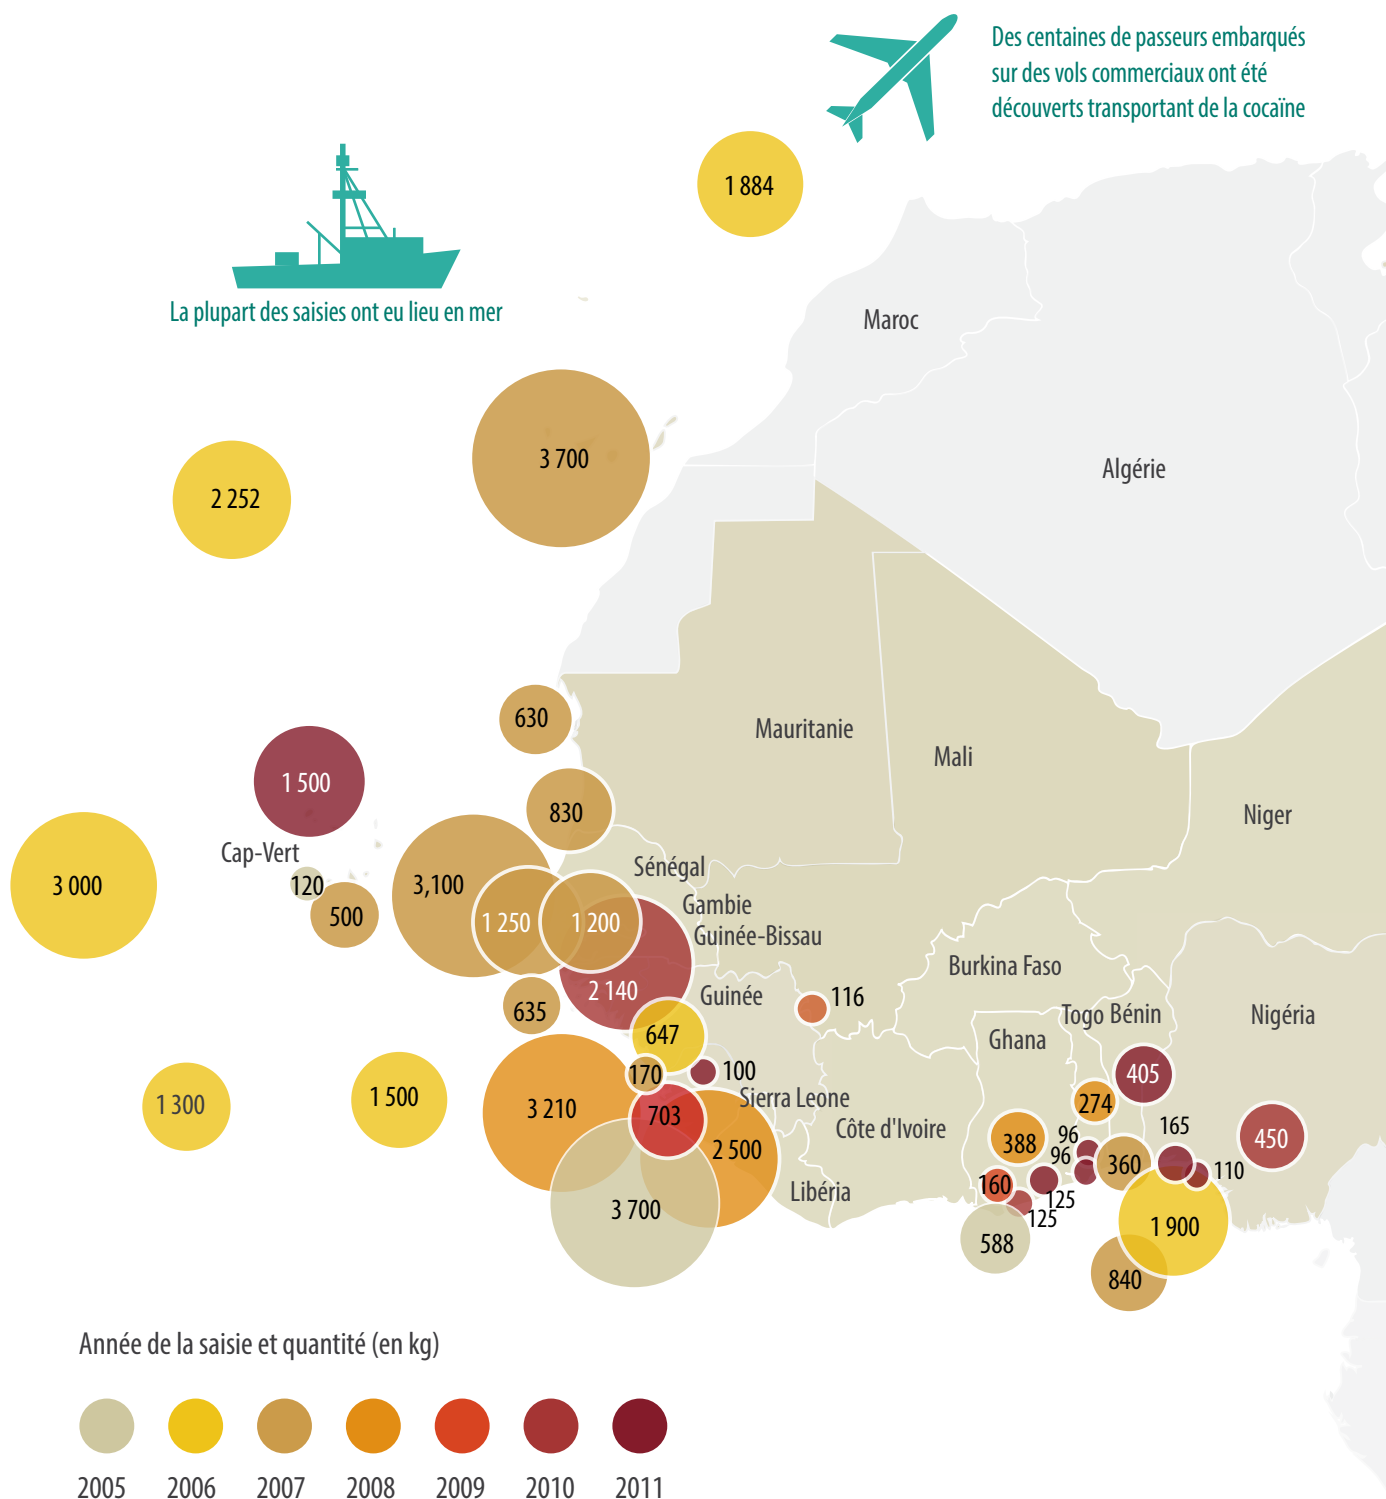 Des centaines de passeurs embarqués
sur des vols commerciaux ont été
découverts transportant de la cocaïne
1 884
La plupart des saisies ont eu lieu en mer
Maroc
3 700
Algérie
2 252
630
Mauritanie
Mali
1 500
830
Niger
Cap-Vert
Sénégal
3 000
120
3,100
500
Gambie
1 250
1 200
Guinée-Bissau
Burkina Faso
2 140
Guinée
116
635
Togo
Bénin
Nigéria
647
Ghana
170
100
405
1 300
1 500
3 210
Sierra Leone
274
703
Côte d'Ivoire
388
96
165
450
2 500
96
360
110
Libéria
160
125
125
3 700
588
1 900
840
Année de la saisie et quantité (en kg)
2005 2006 2007 2008 2009 2010 2011